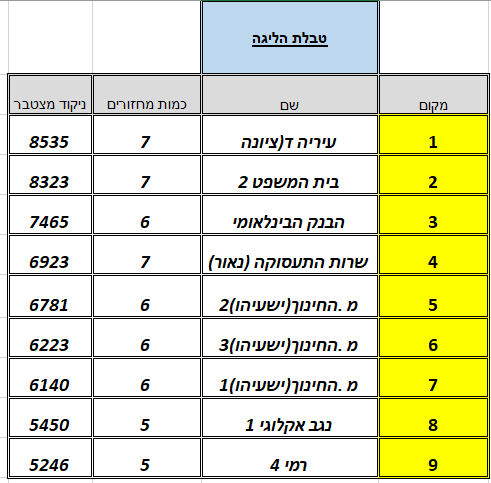 טבלת הליגה
מקום שם כמות מחזורים ניקוד מצטבר
1 עיריה ד(ציונה 7 8535
2 בית המשפט 2 7 8323
3 הבנק הבינלאומי 6 7465
4 שרות התעסוקה (נאור) 7 6923
5 מ .החינוך(ישעיהו)2 6 6781
6 מ .החינוך(ישעיהו)3 6 6223
7 מ .החינוך(ישעיהו)1 6 6140
8 נגב אקלוגי 1 5 5450
9 רמי 4 5 5246